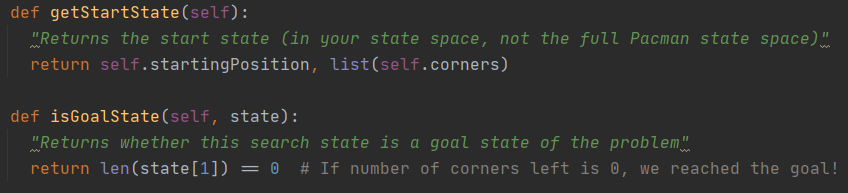 def getStartState(self):
"Returns the start state (in your state space, not the full Pacman state space)"
return self.startingPosition, list(self.corners)
def isGoalState(self, state):
"Returns whether this search state is a goal state of the problem"
return len(state[1]) == 0  # If number of corners left is 0, we reached the goal!